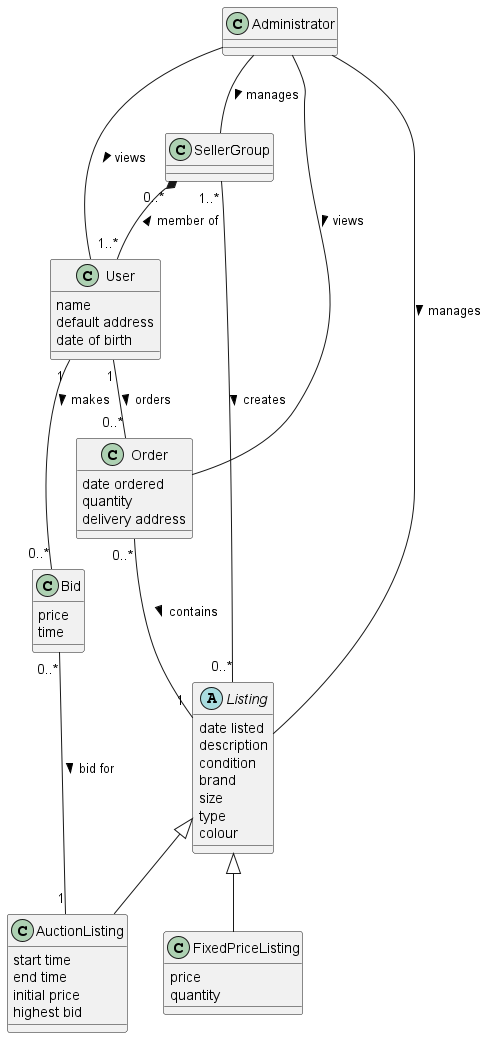 C Administrator
manages
C SellerGroup
views
0..*
1..*
member of
views
1..*
C User
name
default address
date of birth
manages
1
makes
1
orders
creates
0..*
C Order
date ordered
quantity
delivery address
0..*
0..*
C Bid
price
time
contains
0..*
0..*
1
A Listing
date listed
description
condition
brand
size
type
colour
bid for
1
C AuctionListing
start time
end time
initial price
highest bid
C FixedPriceListing
price
quantity